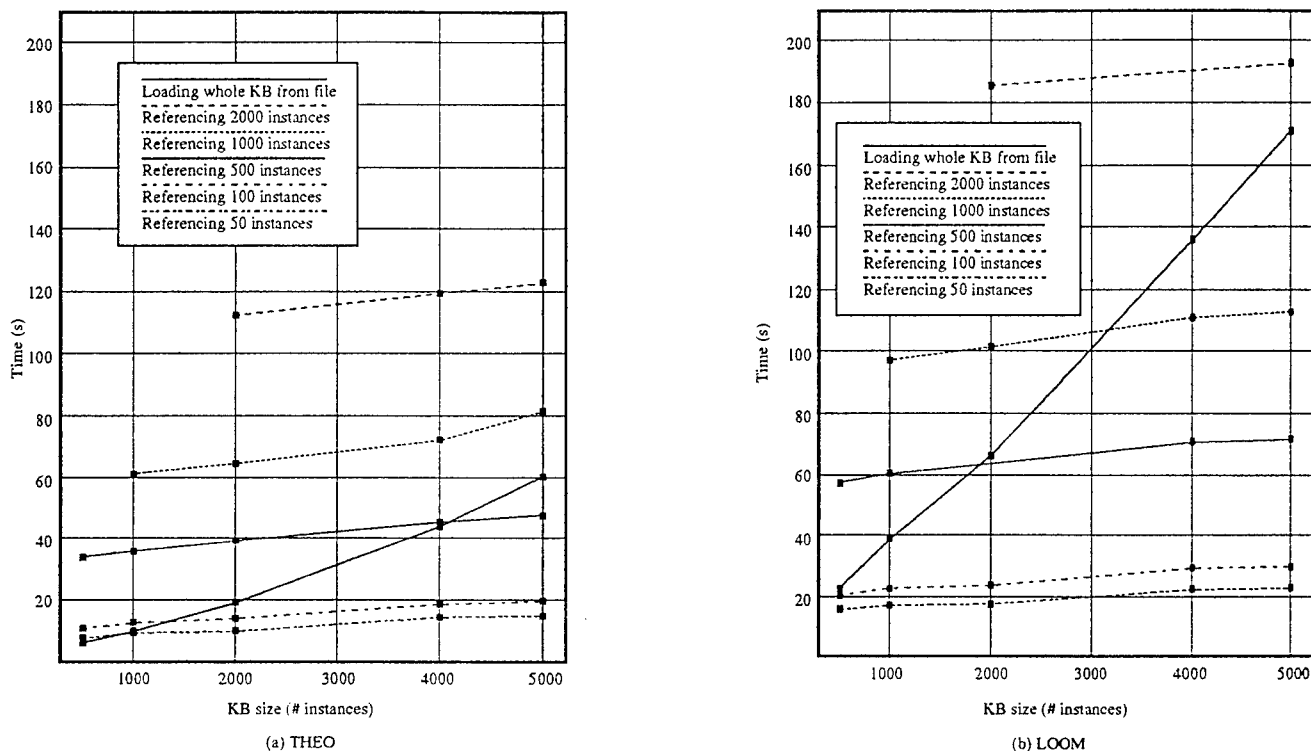 200
180
160
140
120
100
80
60
40
20
Time (s)
Loading whole KB from file
Referencing 2000 instances
Referencing 1000 instances
Referencing 500 instances
Referencing 100 instances
Referencing 50 instances
1000 2000 3000 4000 5000
KB size (# instances)
(a) THEO
200
180
160
140
120
100
80
60
40
20
Time (s)
Loading whole KB from file
Referencing 2000 instances
Referencing 1000 instances
Referencing 500 instances
Referencing 100 instances
Referencing 50 instances
1000 2000 3000 4000 5000
KB size (# instances)
(b) LOOM